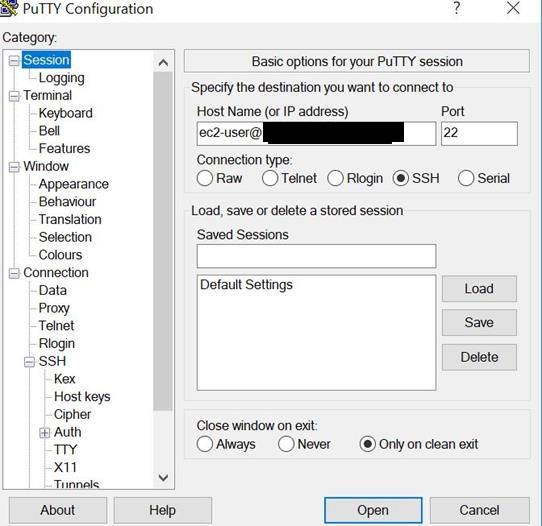 PuTTY Configuration
?
Category:
Session
Logging
Terminal
Keyboard
Bell
Features
Window
Appearance
Behaviour
Translation
Selection
Colours
Connection
Data
Proxy
Telnet
Rlogin
SSH
Kex
Host keys
Cipher
Auth
TTY
X11
Tunnels
Basic options for your PuTTY session
Specify the destination you want to connect to
Host Name (or IP address) Port
ec2-user@ 22
Connection type:
Raw Telnet Rlogin SSH Serial
Load, save or delete a stored session
Saved Sessions
Default Settings
Load
Save
Delete
Close window on exit:
Always Never Only on clean exit
About Help Open Cancel